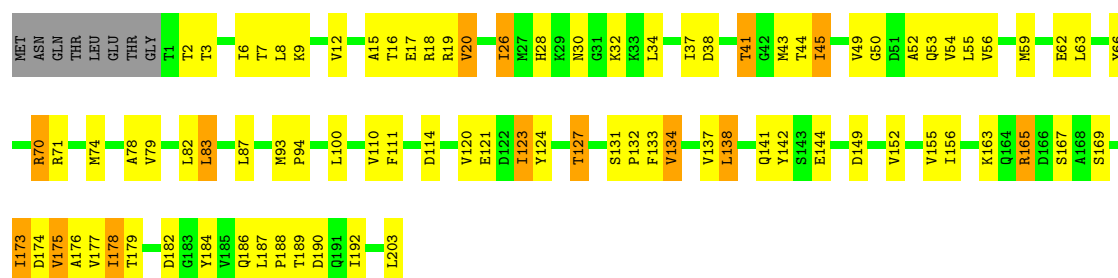 MET ASN GLN THR LEU GLU THR GLY T1 T2 T3 I6 T7 L8 K9 V12 A15 T16 E17 R18 R19 V20 I26 M27 H28 K29 N30 G31 K32 K33 L34 I37 D38 T41 G42 M43 T44 I45 V49 G50 D51 A52 Q53 V54 L55 V56 M59 E62 L63 Y66
R70 R71 M74 A78 V79 L82 L83 L87 M93 P94 L100 V110 F111 D114 V120 E121 D122 I123 Y124 T127 S131 P132 F133 V134 V137 L138 Q141 Y142 S143 E144 D149 V152 V155 I156 K163 Q164 R165 D166 S167 A168 S169
I173 D174 V175 A176 V177 I178 T179 D182 G183 Y184 V185 Q186 L187 P188 T189 D190 Q191 I192 L203